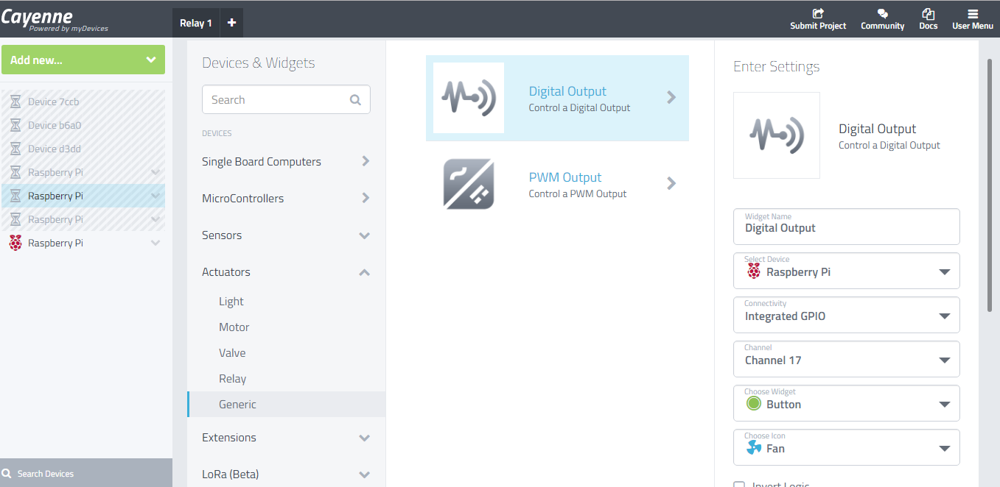 Cayenne
Powered by myDevices
Relay 1
+
Submit Project
Community
Docs
User Menu
Add new...
Device 7ccb
Device b6a0
Device d3dd
Raspberry Pi
Raspberry Pi
Raspberry Pi
Raspberry Pi
Search Devices
Devices & Widgets
Search
DEVICES
Single Board Computers
MicroControllers
Sensors
Actuators
Light
Motor
Valve
Relay
Generic
Extensions
LoRa (Beta)
Digital Output
Control a Digital Output
PWM Output
Control a PWM Output
Enter Settings
Digital Output
Control a Digital Output
Widget Name
Digital Output
Select Device
Raspberry Pi
Connectivity
Integrated GPIO
Channel
Channel 17
Choose Widget
Button
Choose Icon
Fan
Invert Logic